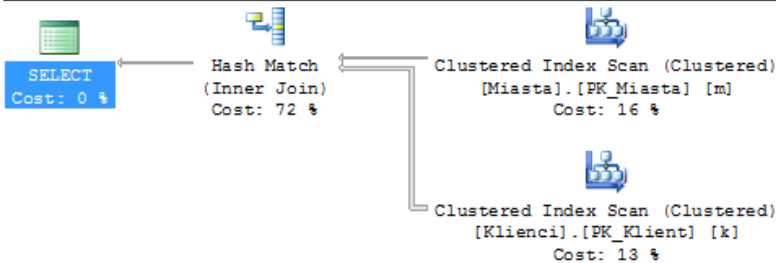 SELECT
Cost: 0 %
Hash Match
(Inner Join)
Cost: 72 %
Clustered Index Scan (Clustered)
[Miasta].[PK_Miasta] [m]
Cost: 16 %
Clustered Index Scan (Clustered)
[Klienci].[PK_Klient] [k]
Cost: 13 %